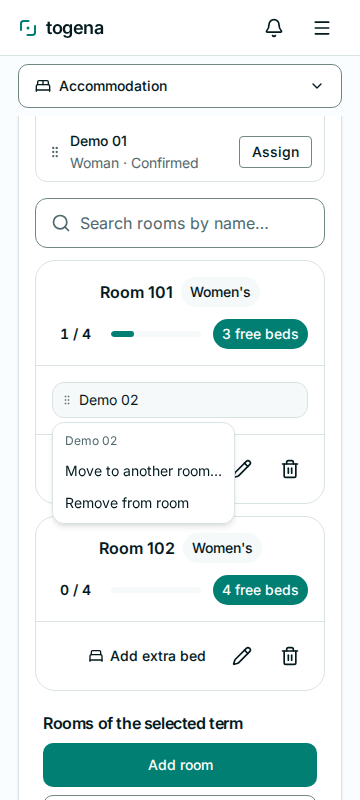 togena
Accommodation
Demo 01
Woman · Confirmed
Assign
Search rooms by name...
Room 101
Women's
1 / 4
3 free beds
Demo 02
Demo 02
Move to another room...
Remove from room
Room 102
Women's
0 / 4
4 free beds
Add extra bed
Rooms of the selected term
Add room